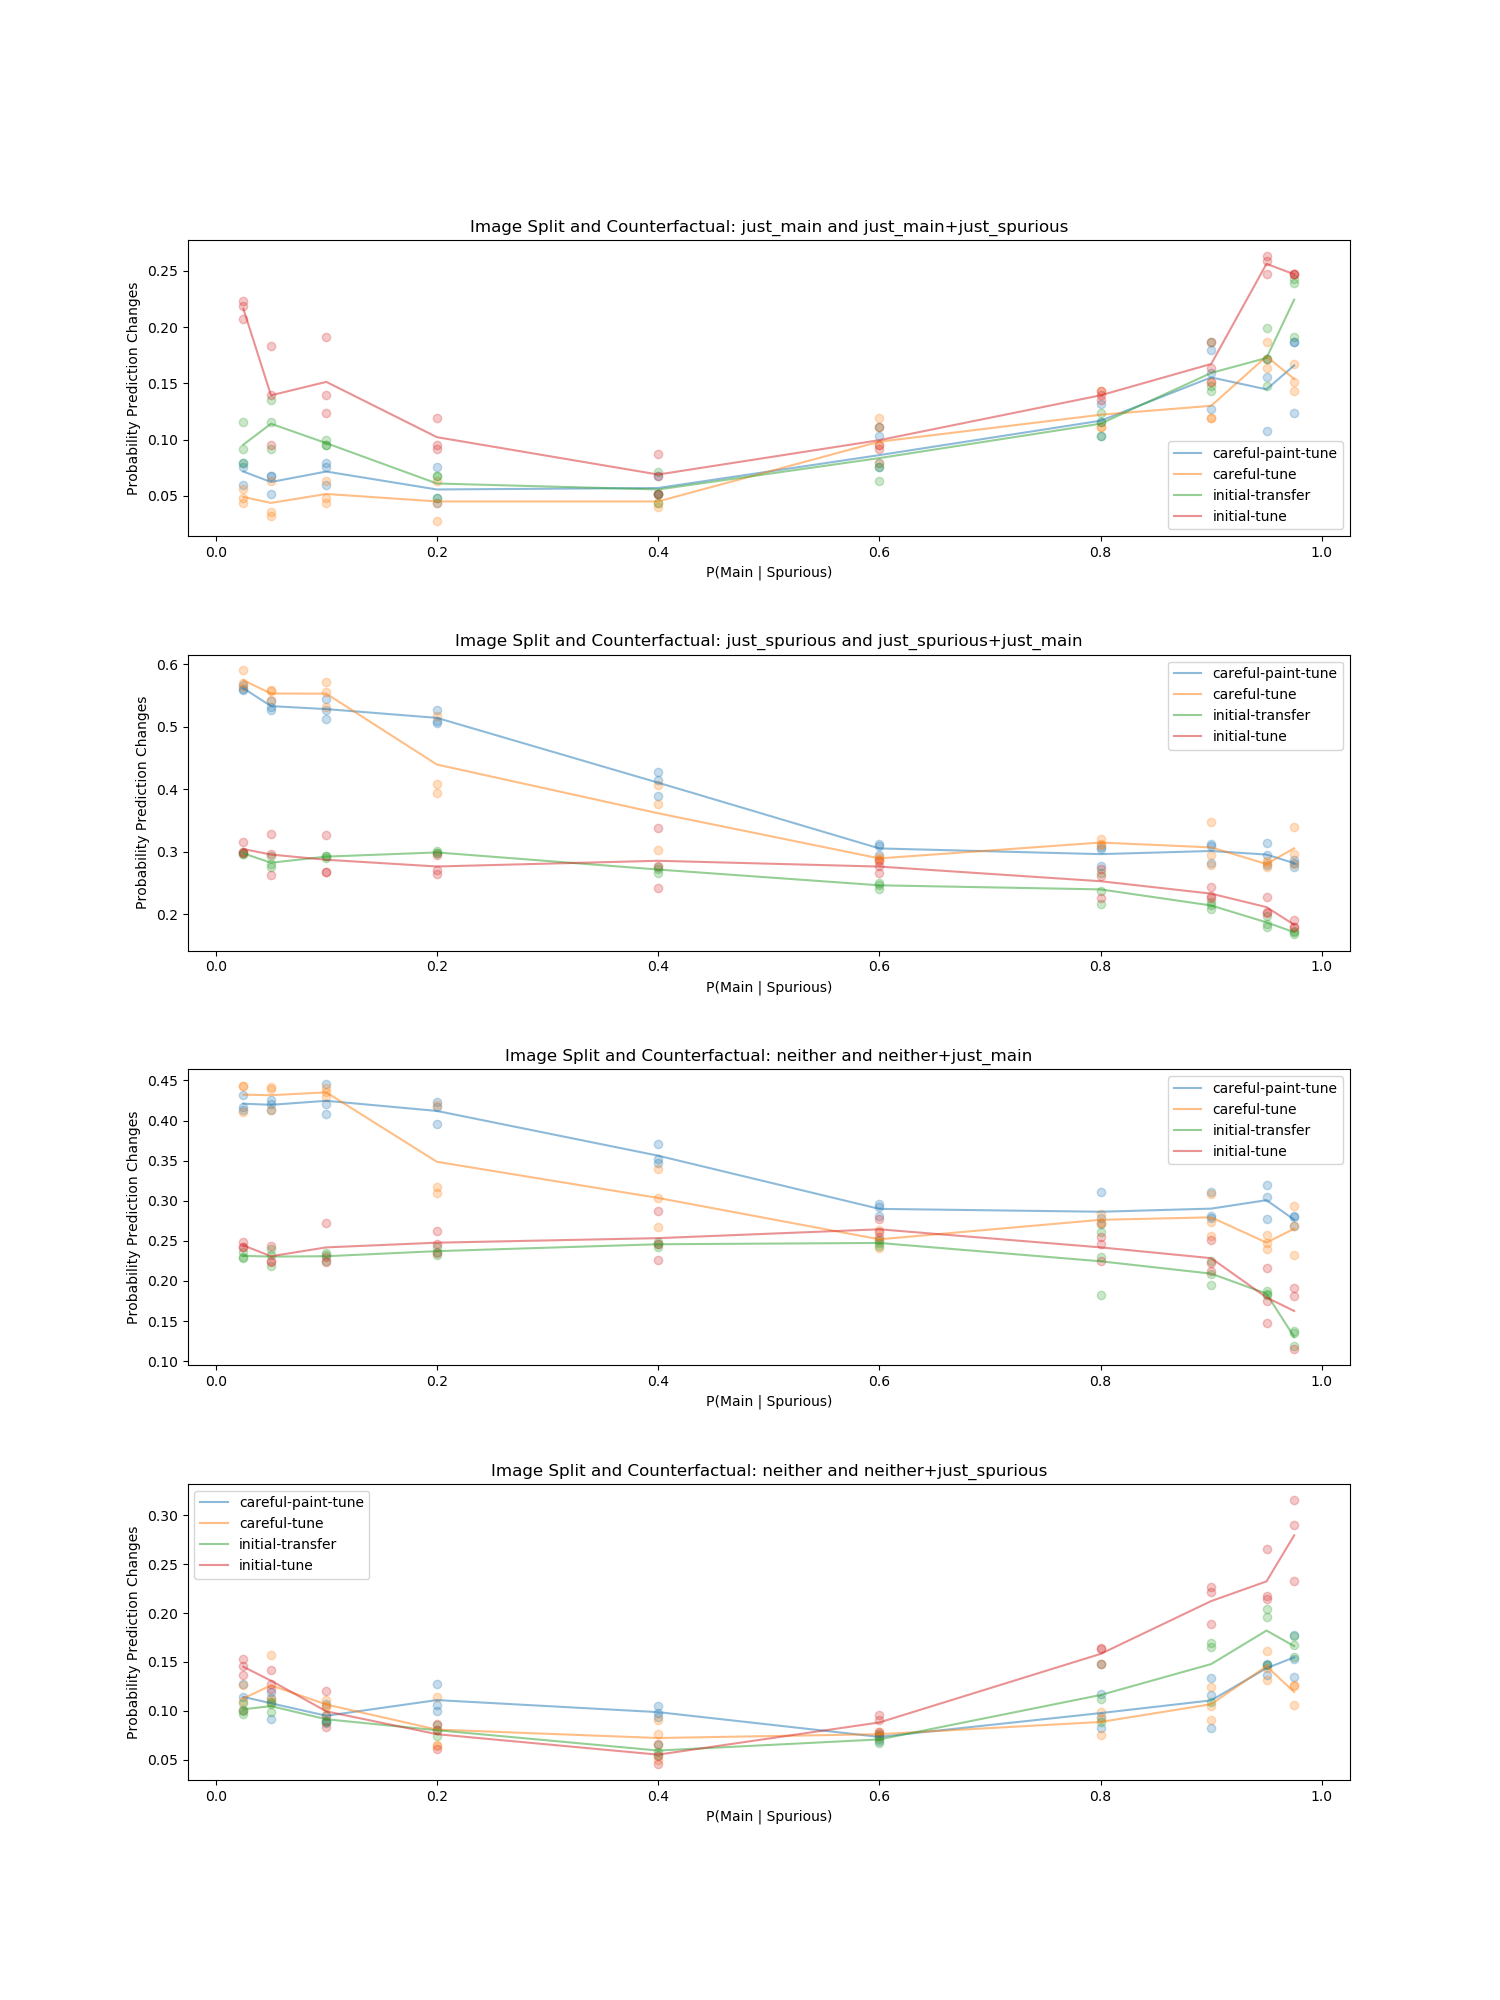 Image Split and Counterfactual: just_main and just_main+just_spurious
Probability Prediction Changes
0.25
0.20
0.15
0.10
0.05
careful-paint-tune
careful-tune
initial-transfer
initial-tune
0.0 0.2 0.4 0.6 0.8 1.0
P(Main | Spurious)
Image Split and Counterfactual: just_spurious and just_spurious+just_main
Probability Prediction Changes
0.6
0.5
0.4
0.3
0.2
careful-paint-tune
careful-tune
initial-transfer
initial-tune
0.0 0.2 0.4 0.6 0.8 1.0
P(Main | Spurious)
Image Split and Counterfactual: neither and neither+just_main
Probability Prediction Changes
0.45
0.40
0.35
0.30
0.25
0.20
0.15
0.10
careful-paint-tune
careful-tune
initial-transfer
initial-tune
0.0 0.2 0.4 0.6 0.8 1.0
P(Main | Spurious)
Image Split and Counterfactual: neither and neither+just_spurious
Probability Prediction Changes
0.30
0.25
0.20
0.15
0.10
0.05
careful-paint-tune
careful-tune
initial-transfer
initial-tune
0.0 0.2 0.4 0.6 0.8 1.0
P(Main | Spurious)